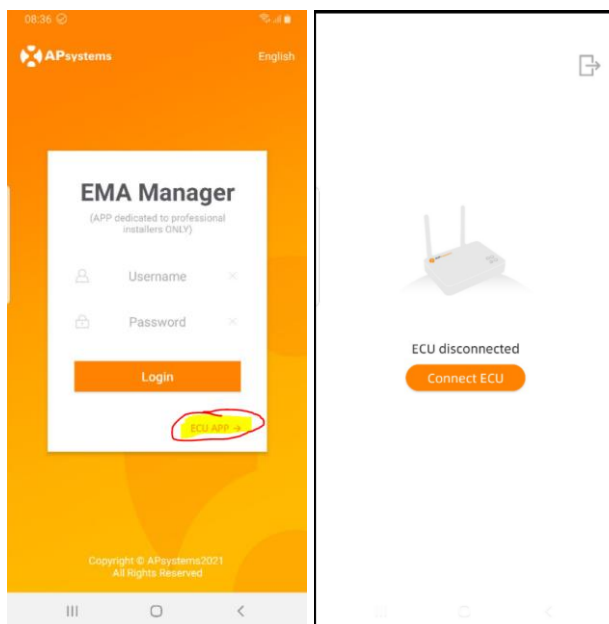 08:36
APsystems
English
EMA Manager
(APP dedicated to professional
installers ONLY)
Username
Password
Login
ECU APP →
Copyright © APsystems2021
All Rights Reserved
ECU disconnected
Connect ECU